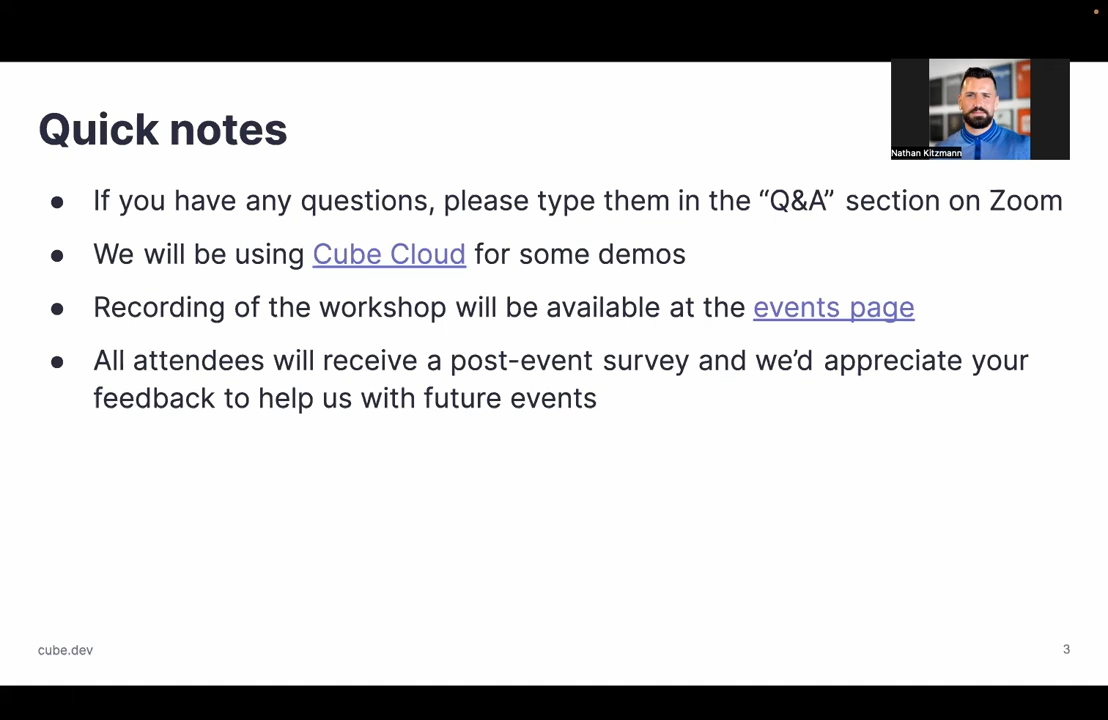 Quick notes
Nathan Kitzmann
● If you have any questions, please type them in the “Q&A” section on Zoom
● We will be using Cube Cloud for some demos
● Recording of the workshop will be available at the events page
● All attendees will receive a post-event survey and we’d appreciate your
feedback to help us with future events
cube.dev
3